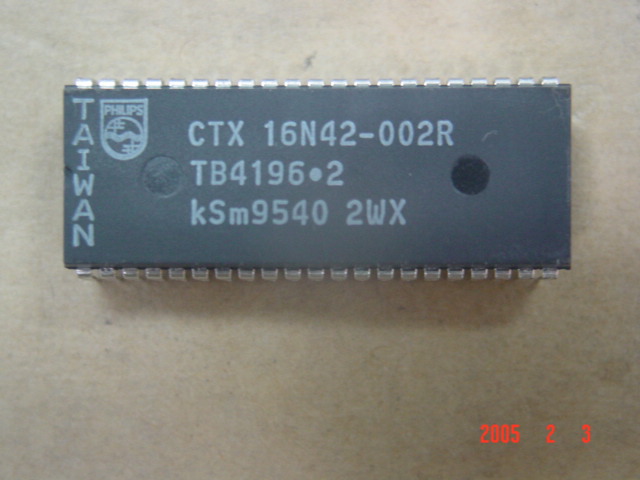 TAIWAN
PHILIPS
CTX 16N42-002R
TB4196•2
kSm9540 2WX
2005 2 3